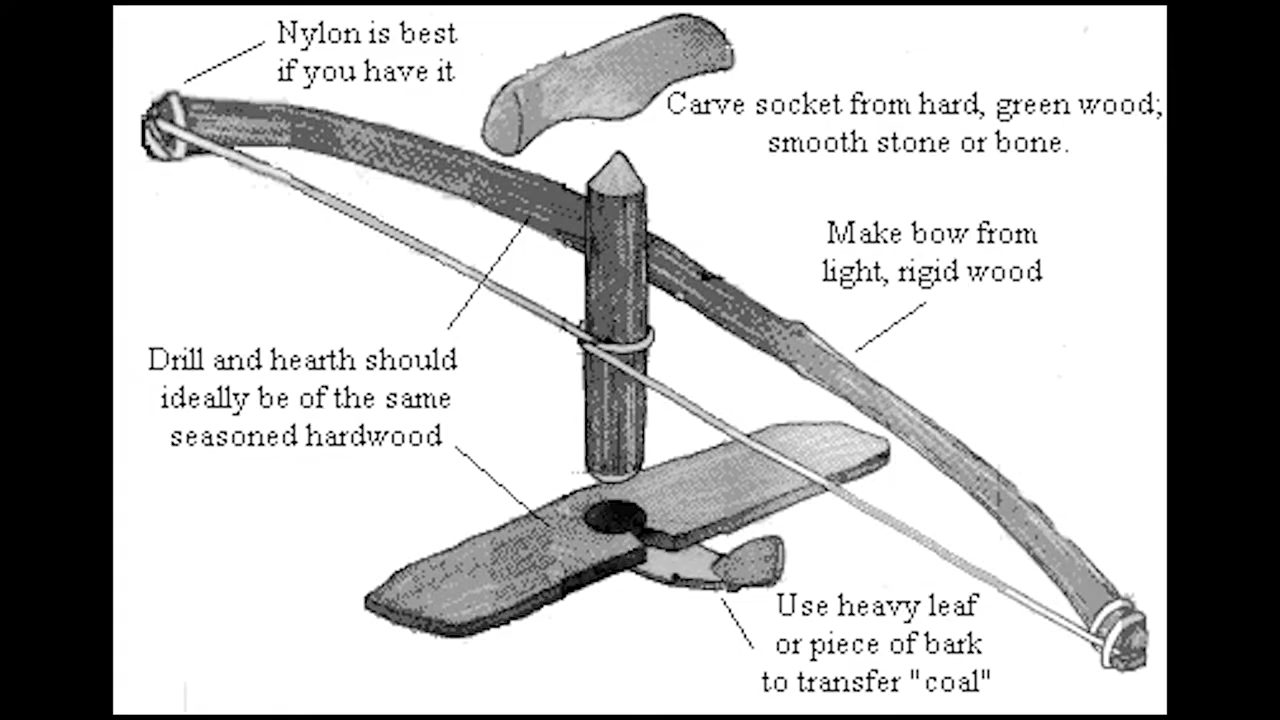 Nylon is best
if you have it
Carve socket from hard, green wood;
smooth stone or bone.
Make bow from
light, rigid wood
Drill and hearth should
ideally be of the same
seasoned hardwood
Use heavy leaf
or piece of bark
to transfer "coal"